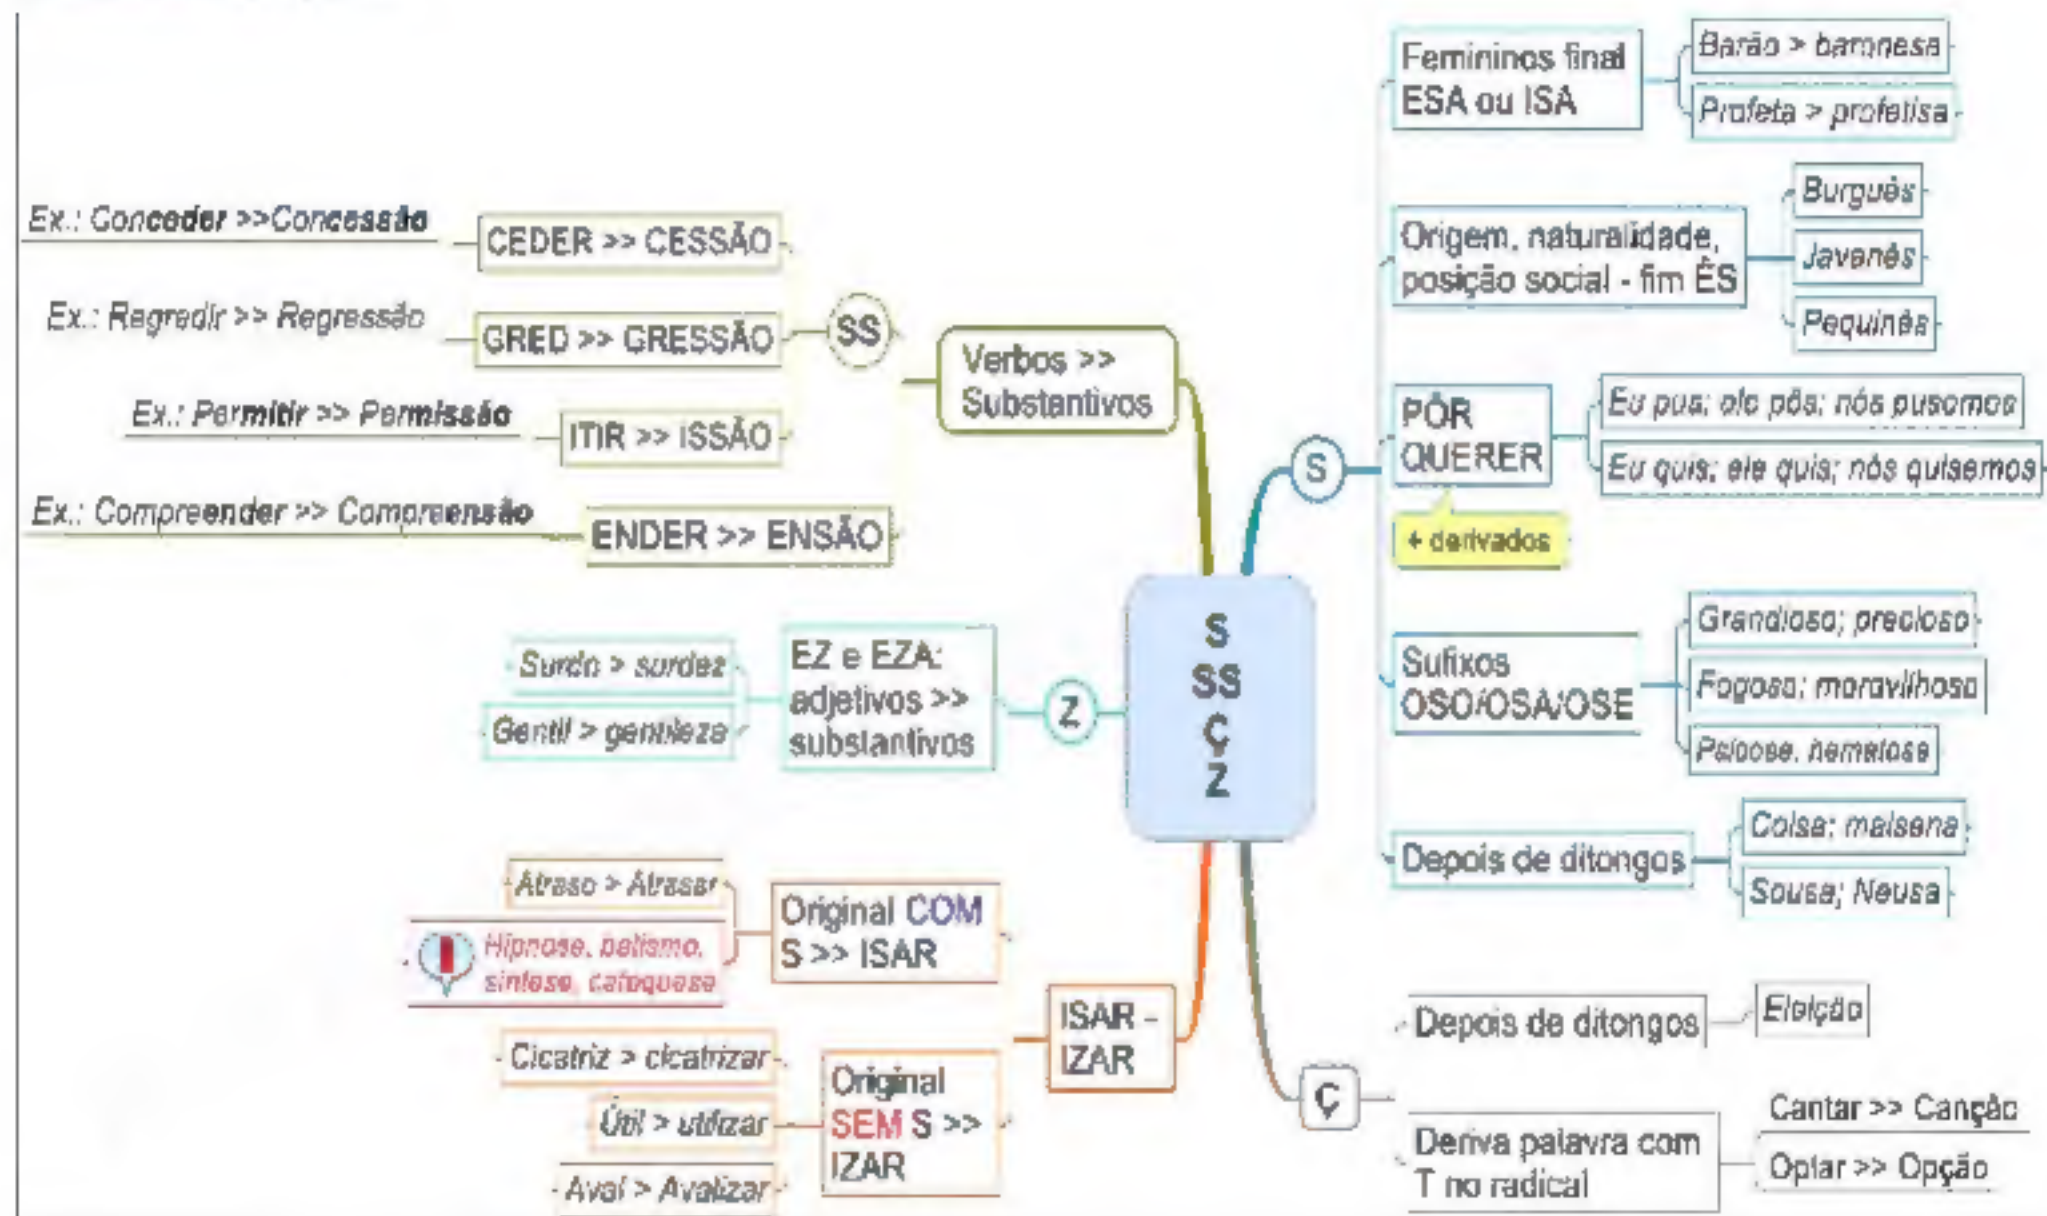 S
SS
Ç
Z
Verbos >>
Substantivos
SS
CEDER >> CESSÃO
Ex.: Conceder >>Concessão
GRED >> GRESSÃO
Ex.: Regredir >> Regressão
ITIR >> ISSÃO
Ex.: Permitir >> Permissão
ENDER >> ENSÃO
Ex.: Compreender >> Compreensão
Z
EZ e EZA:
adjetivos >>
substantivos
Surdo > surdez
Gentil > gentileza
ISAR -
IZAR
Original COM
S >> ISAR
Atraso > Atrasar
Hipnose, batismo,
síntese, catequese
Original
SEM S >>
IZAR
Cicatriz > cicatrizar
Útil > utilizar
Aval > Avalizar
S
Femininos final
ESA ou ISA
Barão > baronesa
Profeta > profetisa
Origem, naturalidade,
posição social - fim ÊS
Burguês
Javanês
Pequinês
PÔR
QUERER
+ derivados
Eu pus; ele pôs; nós pusemos
Eu quis; ele quis; nós quisemos
Sufixos
OSO/OSA/OSE
Grandioso; precioso
Fogosa; maravilhosa
Psicose, hematose
Depois de ditongos
Coisa; maisena
Sousa; Neusa
Ç
Depois de ditongos
Eleição
Deriva palavra com
T no radical
Cantar >> Canção
Optar >> Opção